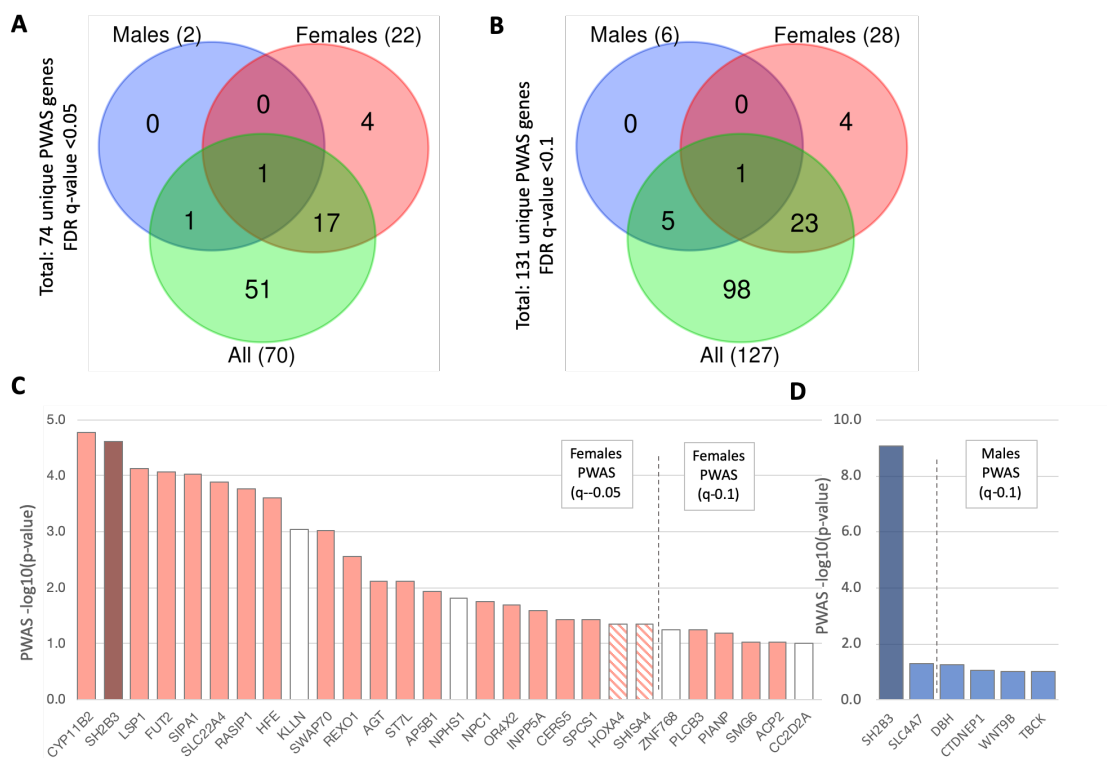 A
Males (2)
Females (22)
0
0
4
1
1
17
51
All (70)
Total: 74 unique PWAS genes
FDR q-value <0.05
B
Males (6)
Females (28)
0
0
4
1
5
23
98
All (127)
Total: 131 unique PWAS genes
FDR q-value <0.1
C
PWAS -log10(p-value)
5.0
4.0
3.0
2.0
1.0
0.0
Females
PWAS
(q--0.05
Females
PWAS
(q-0.1)
CYP11B2
SH2B3
LSP1
FUT2
SIPA1
SLC22A4
RASIP1
HFE
KLLN
SWAP70
REXO1
AGT
ST7L
AP5B1
NPHS1
NPC1
OR4X2
INPP5A
CERS5
SPCS1
HOXA4
SHISA4
ZNF768
PLCB3
PIANP
SMG6
ACP2
CC2D2A
D
PWAS -log10(p-value)
10.0
8.0
6.0
4.0
2.0
0.0
Males
PWAS
(q-0.1)
SH2B3
SLC4A7
DBH
CTDNEP1
WNT9B
TBCK